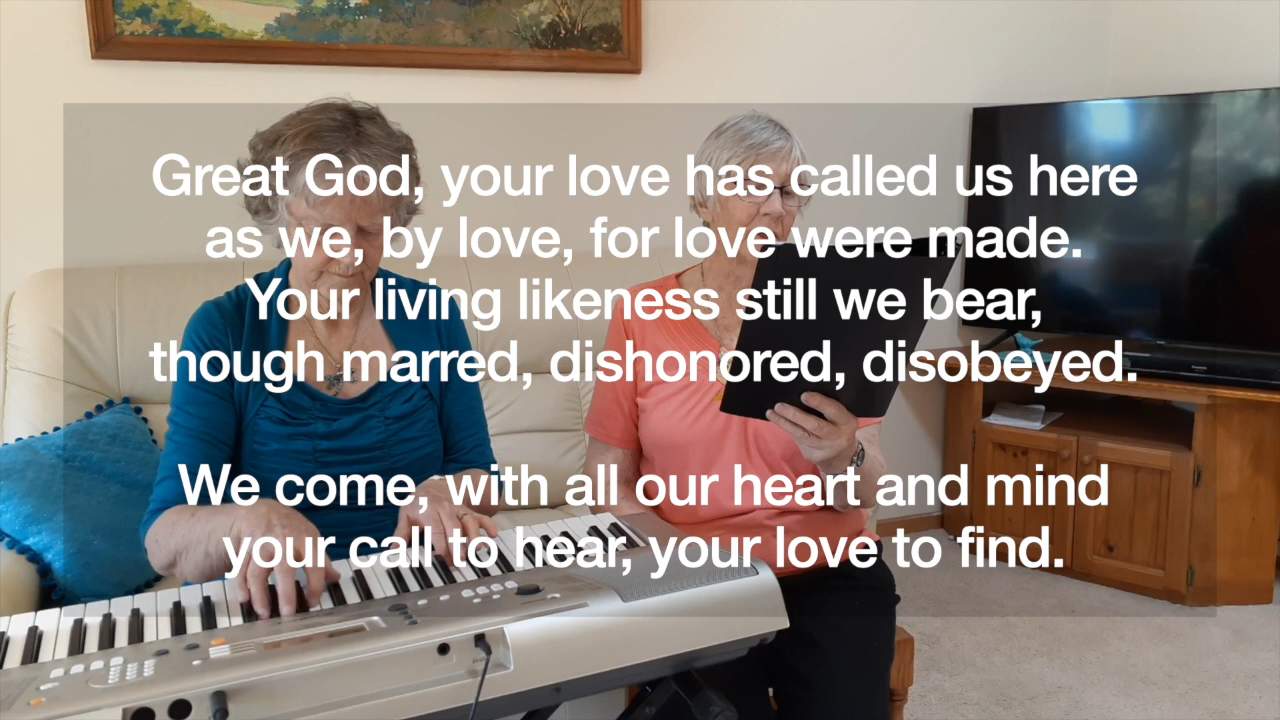 Great God, your love has called us here
as we, by love, for love were made.
Your living likeness still we bear,
though marred, dishonored, disobeyed.
We come, with all our heart and mind
your call to hear, your love to find.